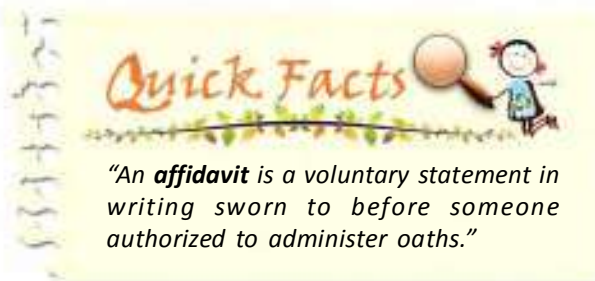 Quick Facts
“An affidavit is a voluntary statement in
writing sworn to before someone
authorized to administer oaths.”